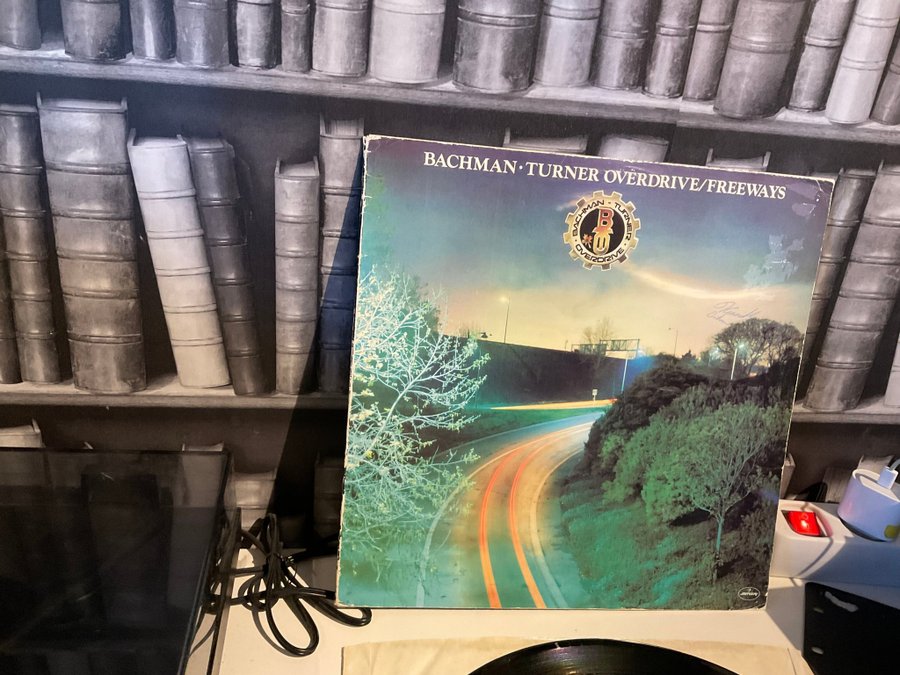 BACHMAN · TURNER OVERDRIVE/FREEWAYS
BACHMAN · TURNER
B
OVERDRIVE